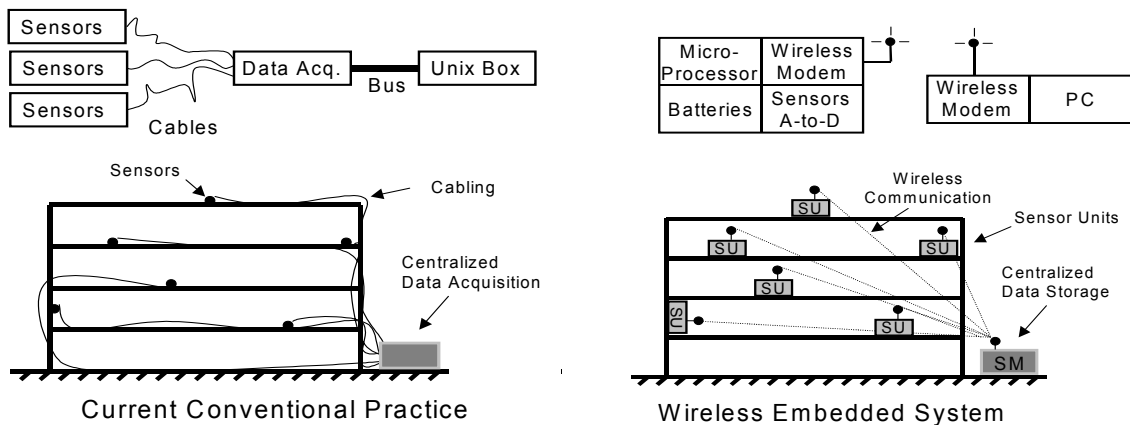 Sensors
Sensors
Sensors
Cables
Data Acq.
Bus
Unix Box
Sensors
Cabling
Centralized
Data Acquisition
Current Conventional Practice
Micro-
Processor
Wireless
Modem
Batteries
Sensors
A-to-D
Wireless
Modem
PC
Wireless
Communication
Sensor Units
Centralized
Data Storage
SU
SU
SU
SU
SU
SU
SM
Wireless Embedded System